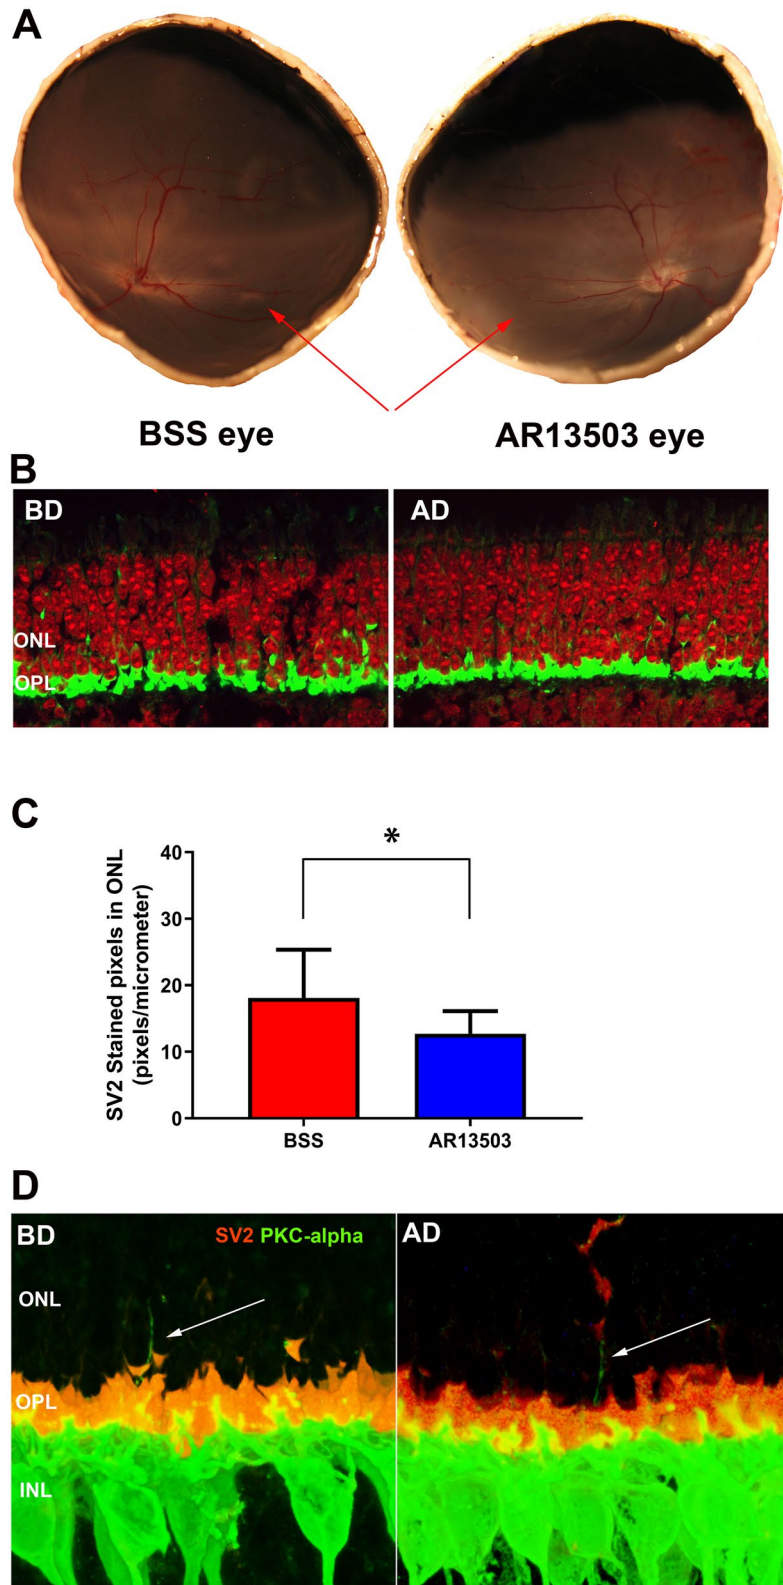 A
BSS eye
AR13503 eye
B
BD
AD
ONL
OPL
C
SV2 Stained pixels in ONL
(pixels/micrometer)
40
30
20
10
0
*
BSS
AR13503
D
BD
SV2 PKC-alpha
AD
ONL
OPL
INL